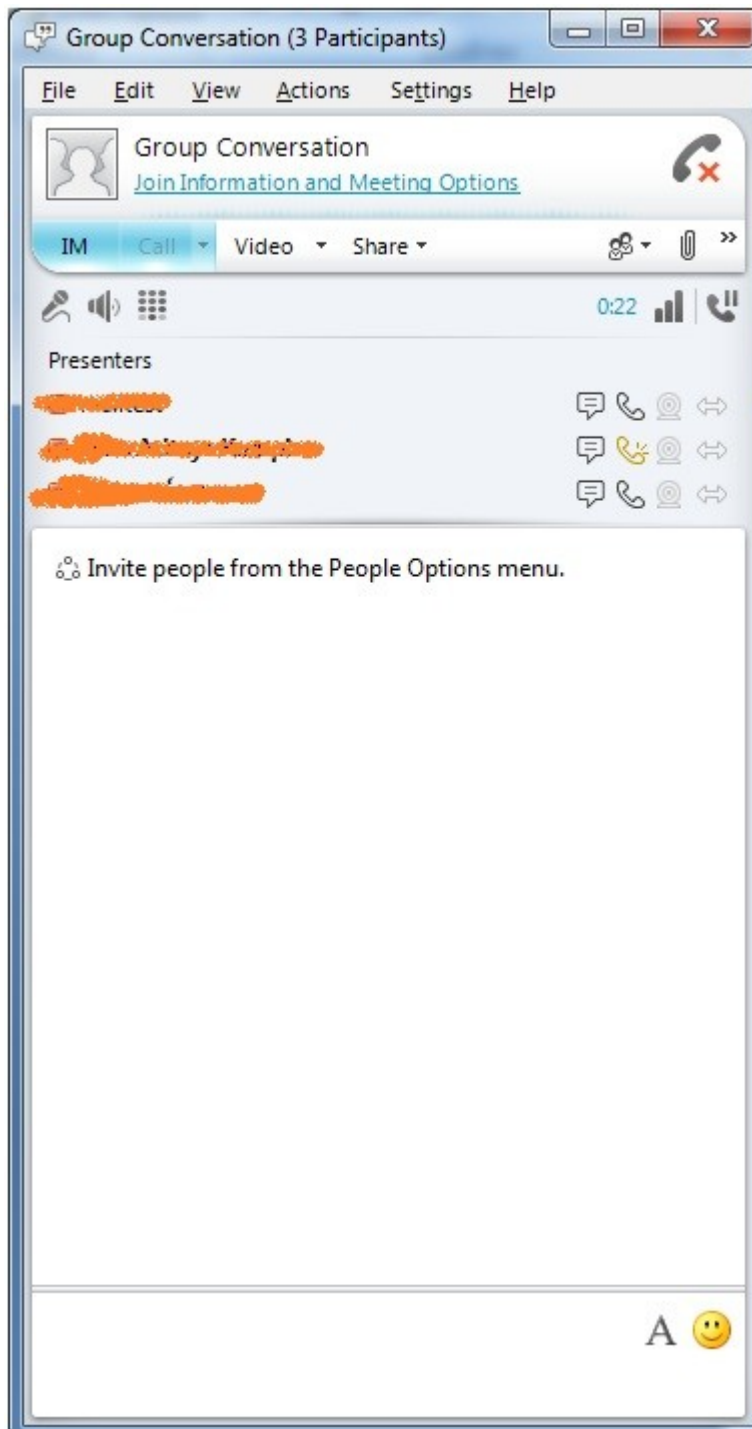 Group Conversation (3 Participants)
File Edit View Actions Settings Help
Group Conversation
Join Information and Meeting Options
IM Call Video Share
0:22
Presenters
Invite people from the People Options menu.
A